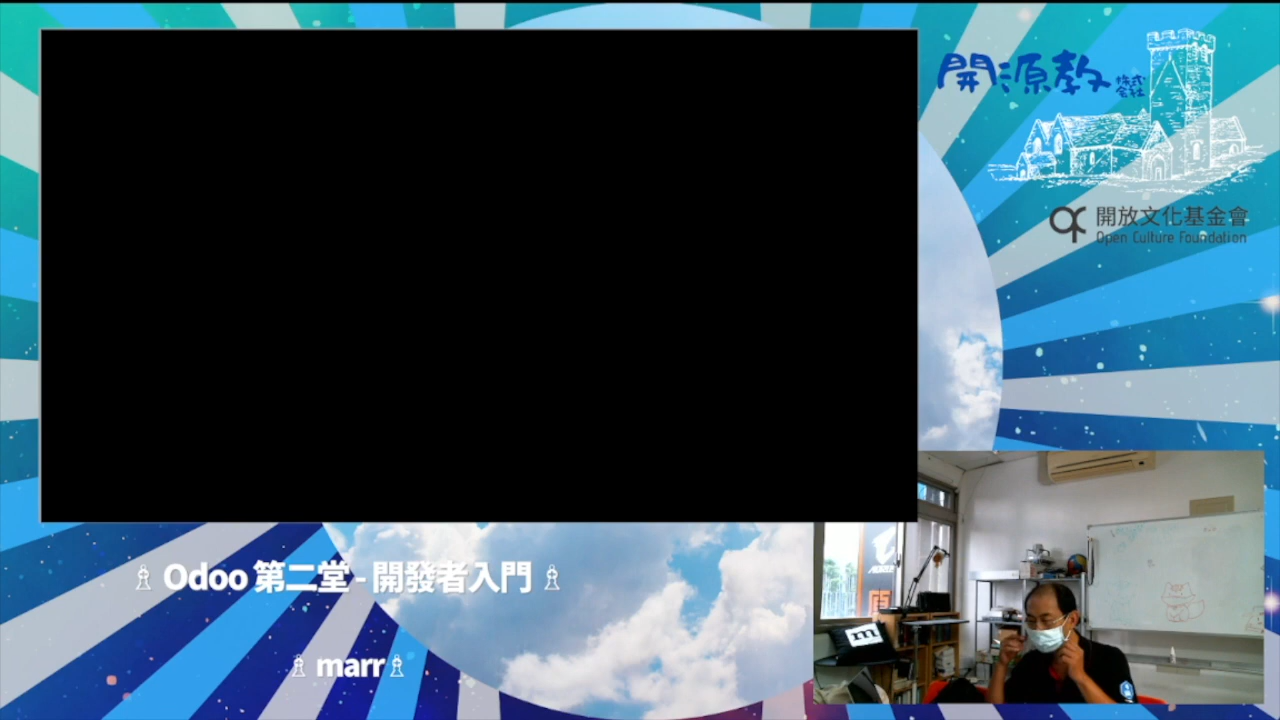 開源教 株式会社
開放文化基金會
Open Culture Foundation
Odoo 第二堂 - 開發者入門
marr
m